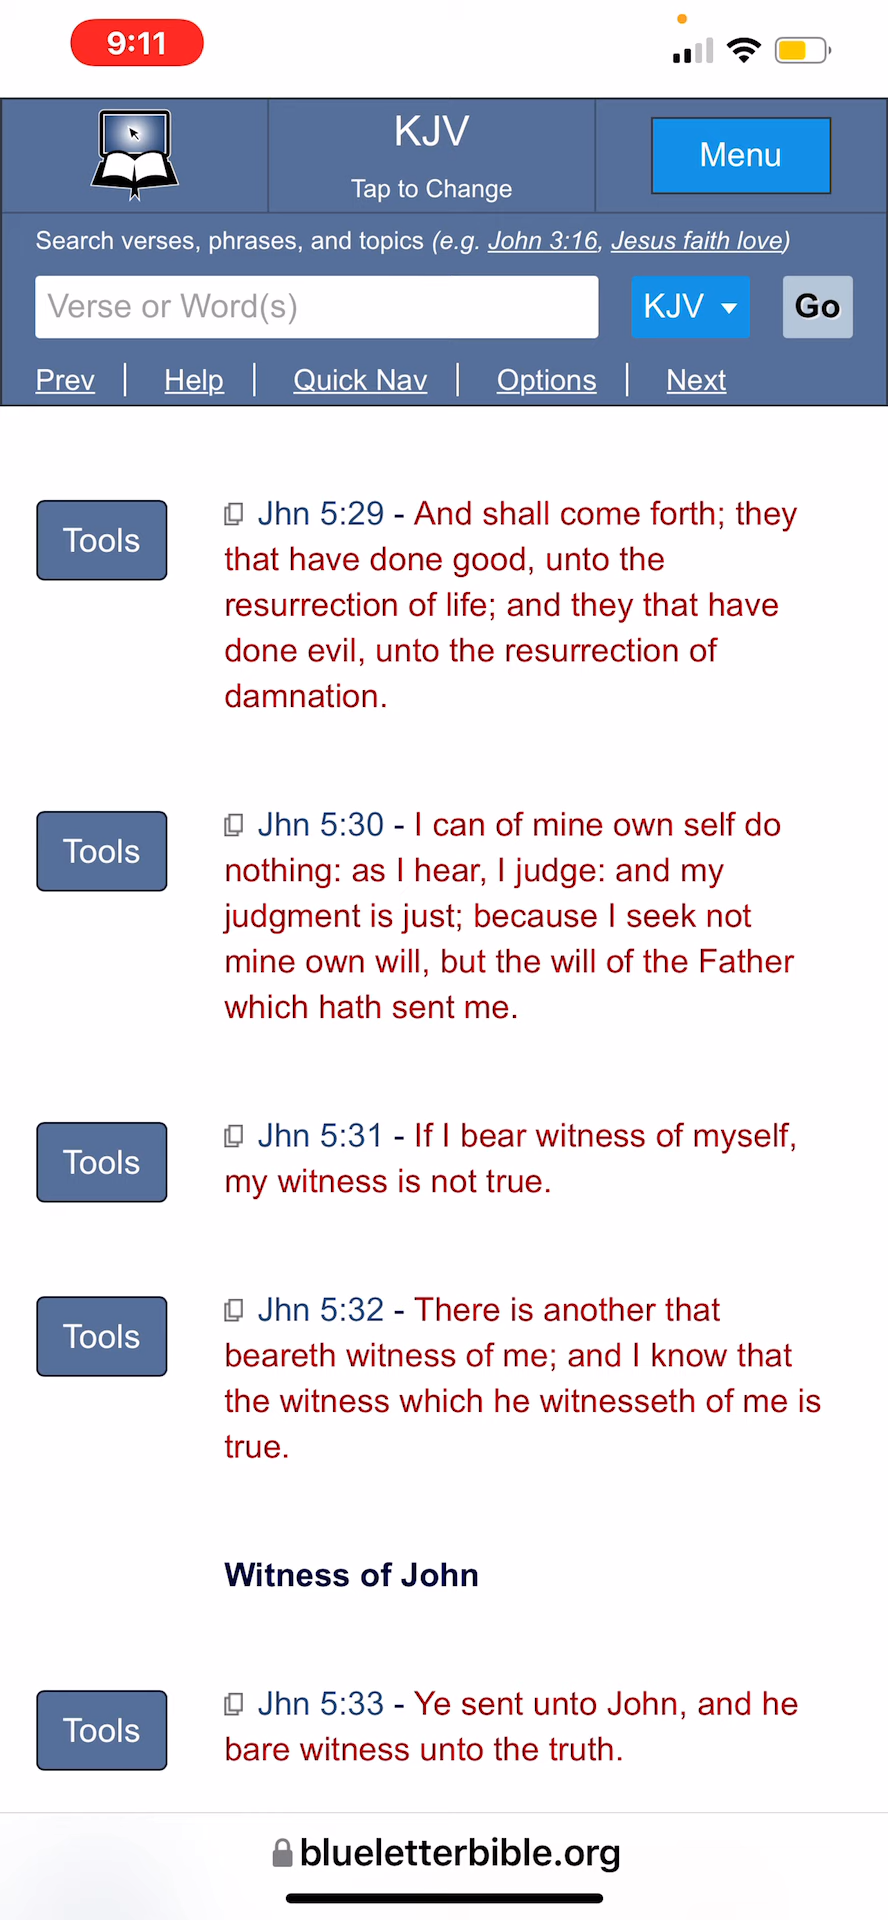 9:11
KJV
Tap to Change
Menu
Search verses, phrases, and topics (e.g. John 3:16, Jesus faith love)
Verse or Word(s)
KJV
Go
Prev | Help | Quick Nav | Options | Next
Tools
Jhn 5:29 - And shall come forth; they
that have done good, unto the
resurrection of life; and they that have
done evil, unto the resurrection of
damnation.
Tools
Jhn 5:30 - I can of mine own self do
nothing: as I hear, I judge: and my
judgment is just; because I seek not
mine own will, but the will of the Father
which hath sent me.
Tools
Jhn 5:31 - If I bear witness of myself,
my witness is not true.
Tools
Jhn 5:32 - There is another that
beareth witness of me; and I know that
the witness which he witnesseth of me is
true.
Witness of John
Tools
Jhn 5:33 - Ye sent unto John, and he
bare witness unto the truth.
blueletterbible.org